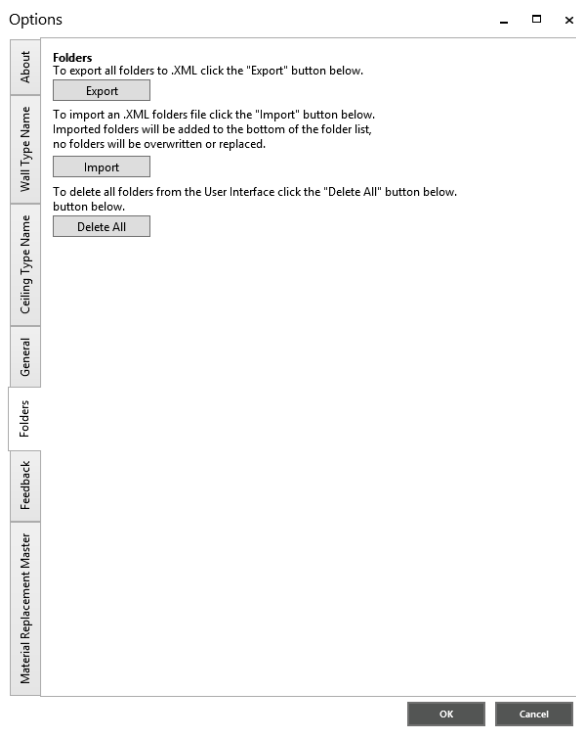 Options
About
Wall Type Name
Ceiling Type Name
General
Folders
Feedback
Material Replacement Master
Folders
To export all folders to .XML click the "Export" button below.
Export
To import an .XML folders file click the "Import" button below.
Imported folders will be added to the bottom of the folder list,
no folders will be overwritten or replaced.
Import
To delete all folders from the User Interface click the "Delete All" button below.
button below.
Delete All
OK
Cancel